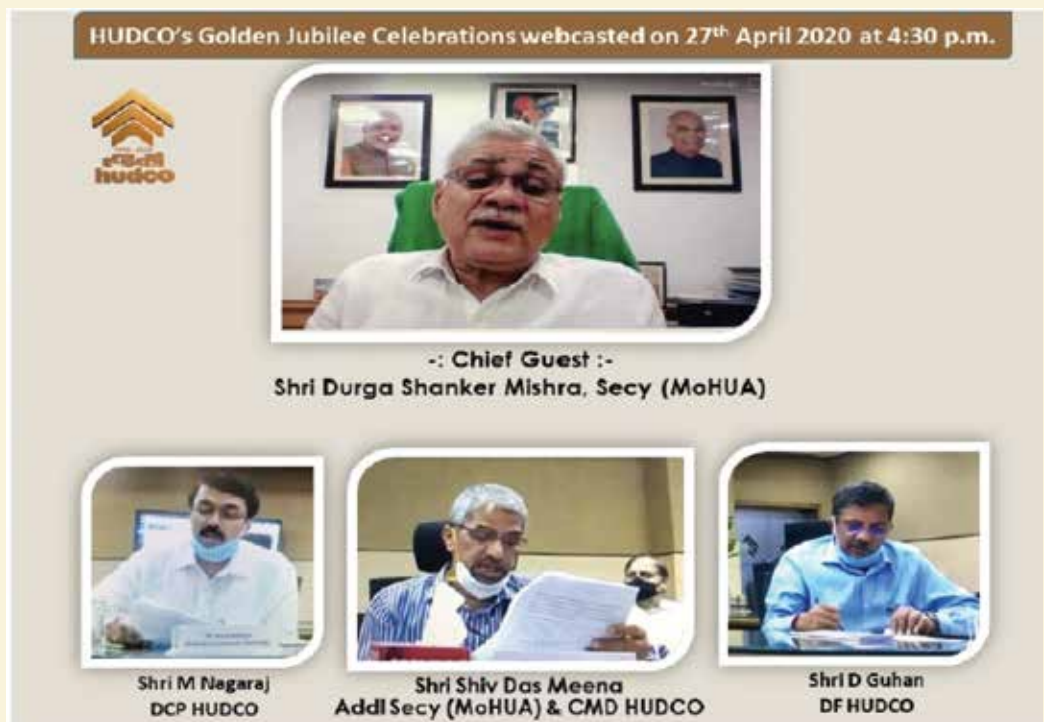 HUDCO's Golden Jubilee Celebrations webcasted on 27th April 2020 at 4:30 p.m.
हडको
hudco
-: Chief Guest :-
Shri Durga Shanker Mishra, Secy (MoHUA)
Shri M Nagaraj
DCP HUDCO
Shri Shiv Das Meena
Addl Secy (MoHUA) & CMD HUDCO
Shri D Guhan
DF HUDCO